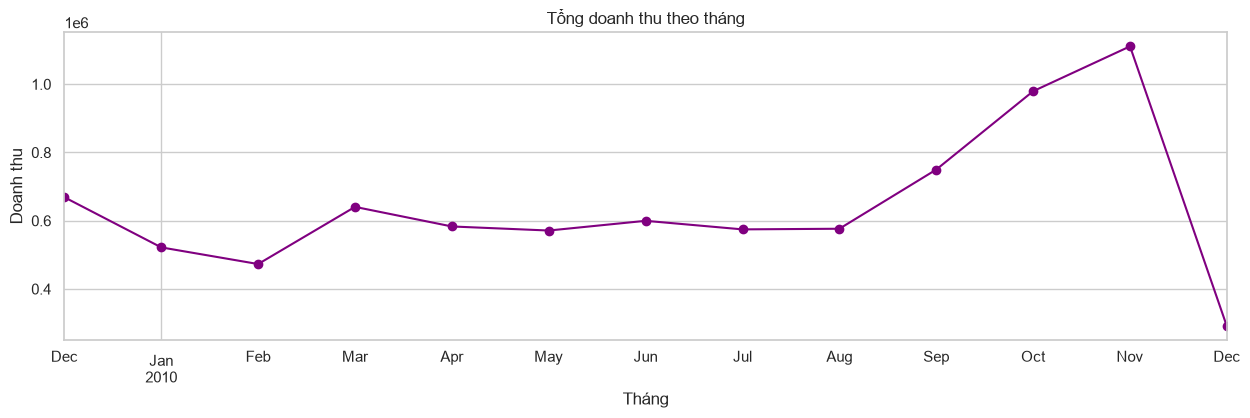 Tổng doanh thu theo tháng
1e6
1.0
0.8
0.6
0.4
Doanh thu
Dec Jan Feb Mar Apr May Jun Jul Aug Sep Oct Nov Dec
2010
Tháng